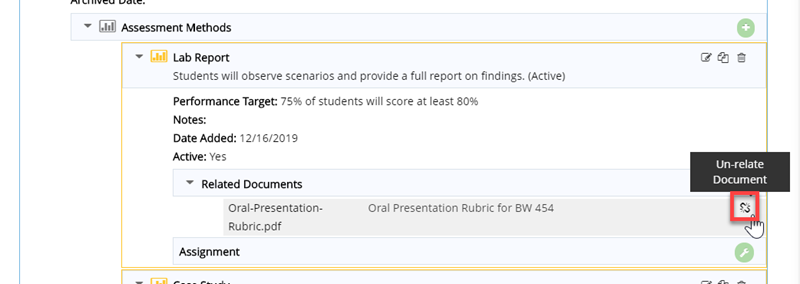 Archived Date:
Assessment Methods
Lab Report
Students will observe scenarios and provide a full report on findings. (Active)
Performance Target: 75% of students will score at least 80%
Notes:
Date Added: 12/16/2019
Active: Yes
Un-relate
Document
Related Documents
Oral-Presentation-
Rubric.pdf
Oral Presentation Rubric for BW 454
Assignment
Case Study